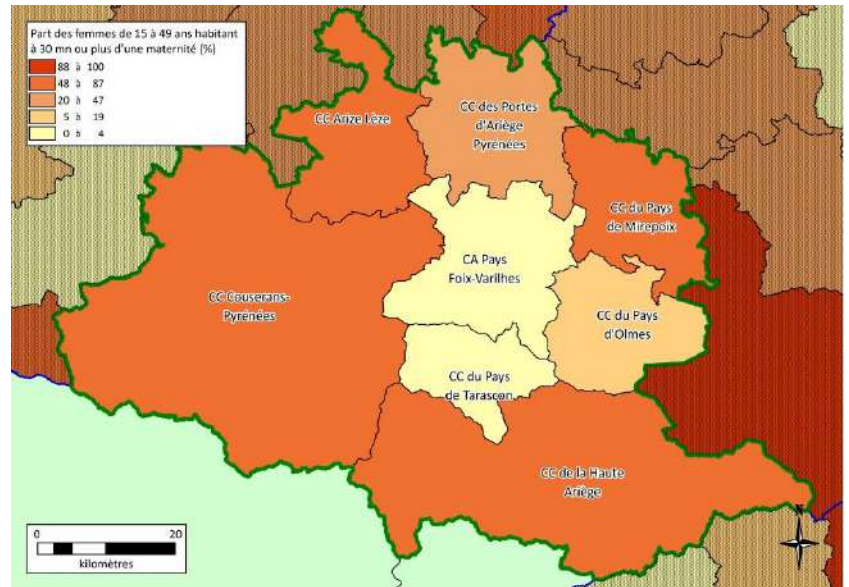 Part des femmes de 15 à 49 ans habitant
à 30 mn ou plus d'une maternité (%)
88 à 100
48 à 87
20 à 47
5 à 19
0 à 4
CC Arize Lèze
CC des Portes
d'Ariège
Pyrénées
CC du Pays
de Mirepoix
CA Pays
Foix-Varilhes
CC Couserans-
Pyrénées
CC du Pays
d'Olmes
CC du Pays
de Tarascon
CC de la Haute
Ariège
N
0 20
kilomètres